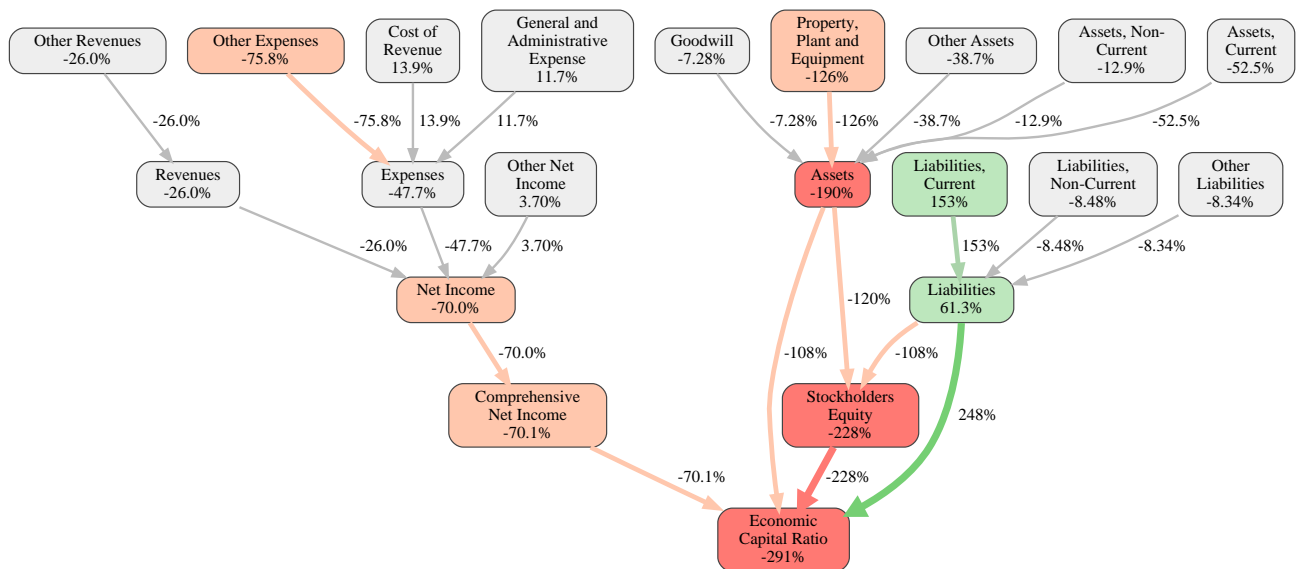 Other Revenues
-26.0%
Other Expenses
-75.8%
Cost of
Revenue
13.9%
General and
Administrative
Expense
11.7%
Goodwill
-7.28%
Property,
Plant and
Equipment
-126%
Other Assets
-38.7%
Assets, Non-
Current
-12.9%
Assets,
Current
-52.5%
-26.0%
-75.8%
13.9%
11.7%
-7.28%
-126%
-38.7%
-12.9%
-52.5%
Revenues
-26.0%
Expenses
-47.7%
Other Net
Income
3.70%
Assets
-190%
Liabilities,
Current
153%
Liabilities,
Non-Current
-8.48%
Other
Liabilities
-8.34%
-26.0%
-47.7%
3.70%
153%
-8.48%
-8.34%
Net Income
-70.0%
-120%
Liabilities
61.3%
-70.0%
-108%
-108%
Comprehensive
Net Income
-70.1%
Stockholders
Equity
-228%
248%
-70.1%
-228%
Economic
Capital Ratio
-291%